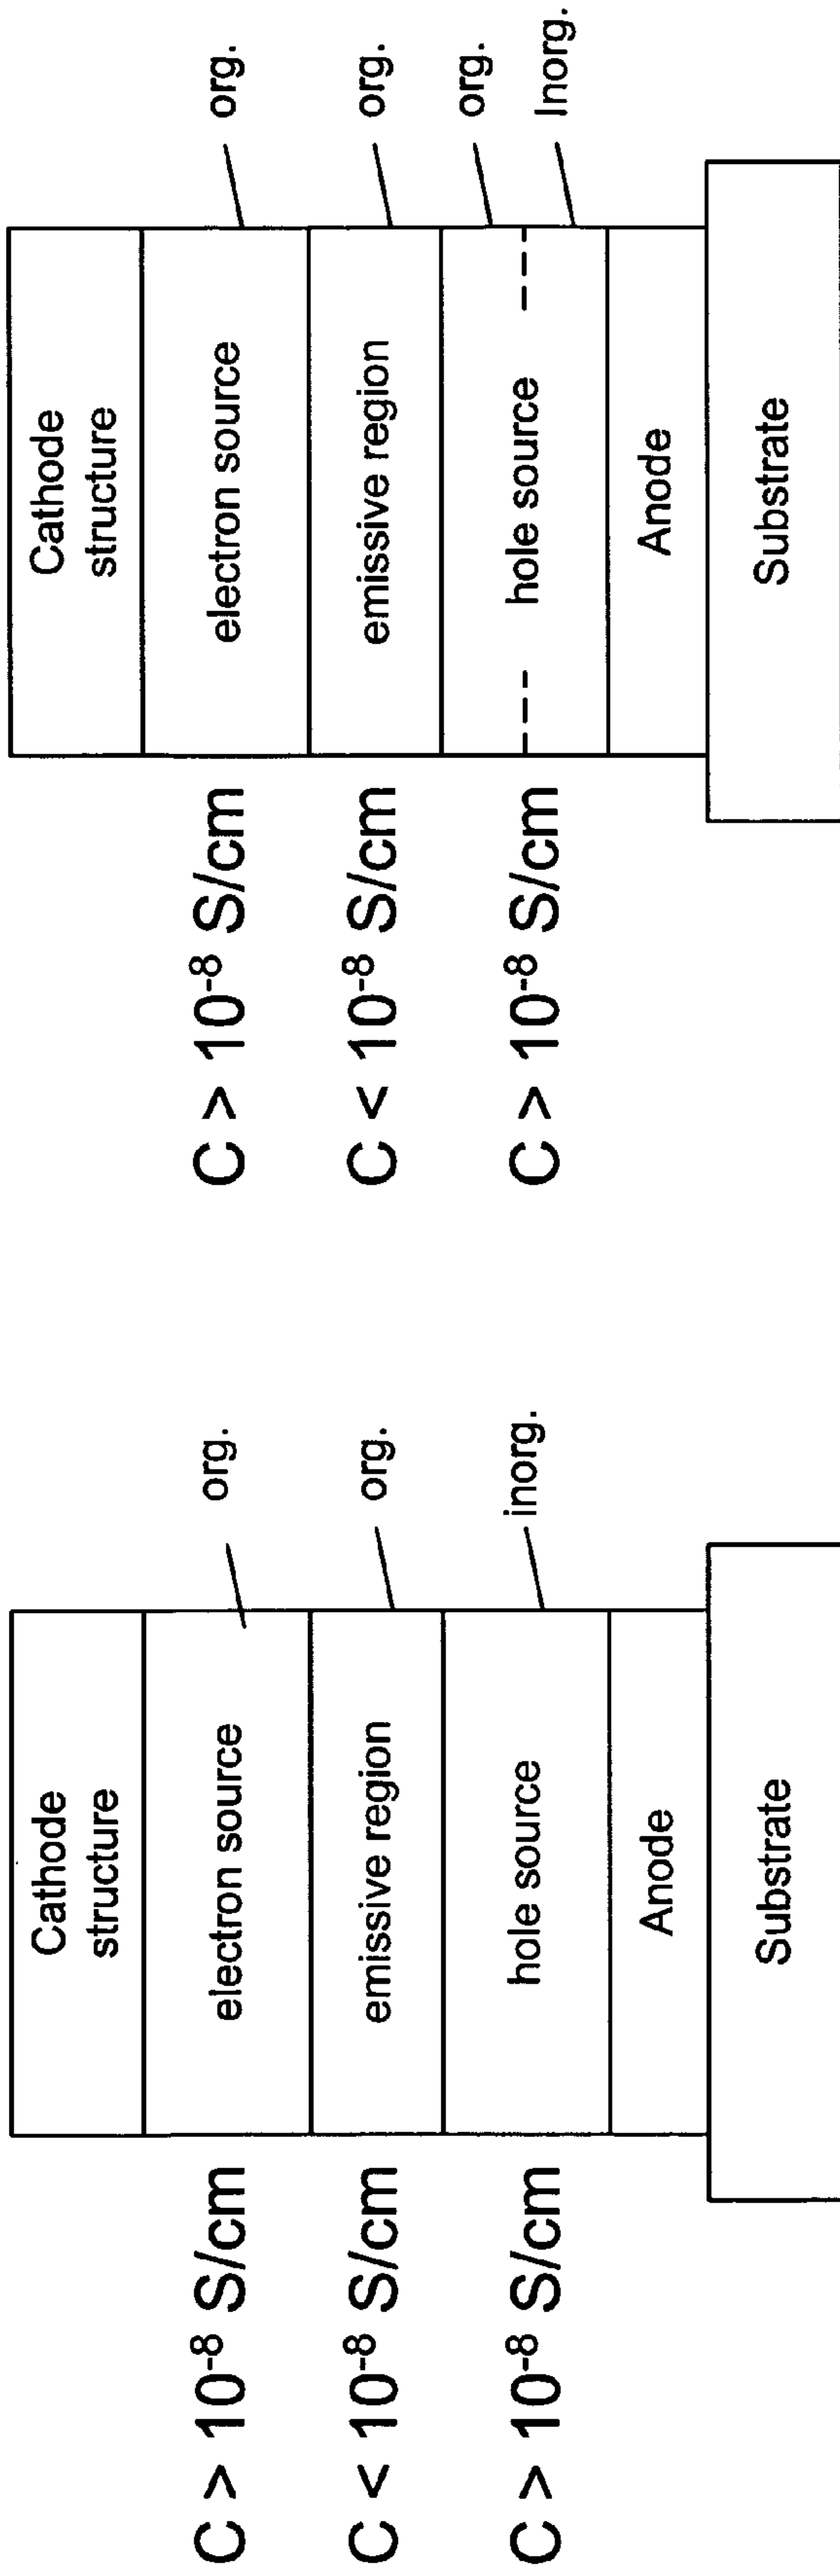 Cathode
structure
C > 10⁻⁸ S/cm
electron source
org.
C < 10⁻⁸ S/cm
emissive region
org.
C > 10⁻⁸ S/cm
hole source
inorg.
Anode
Substrate
Cathode
structure
C > 10⁻⁸ S/cm
electron source
org.
C < 10⁻⁸ S/cm
emissive region
org.
C > 10⁻⁸ S/cm
hole source
org.
Inorg.
Anode
Substrate